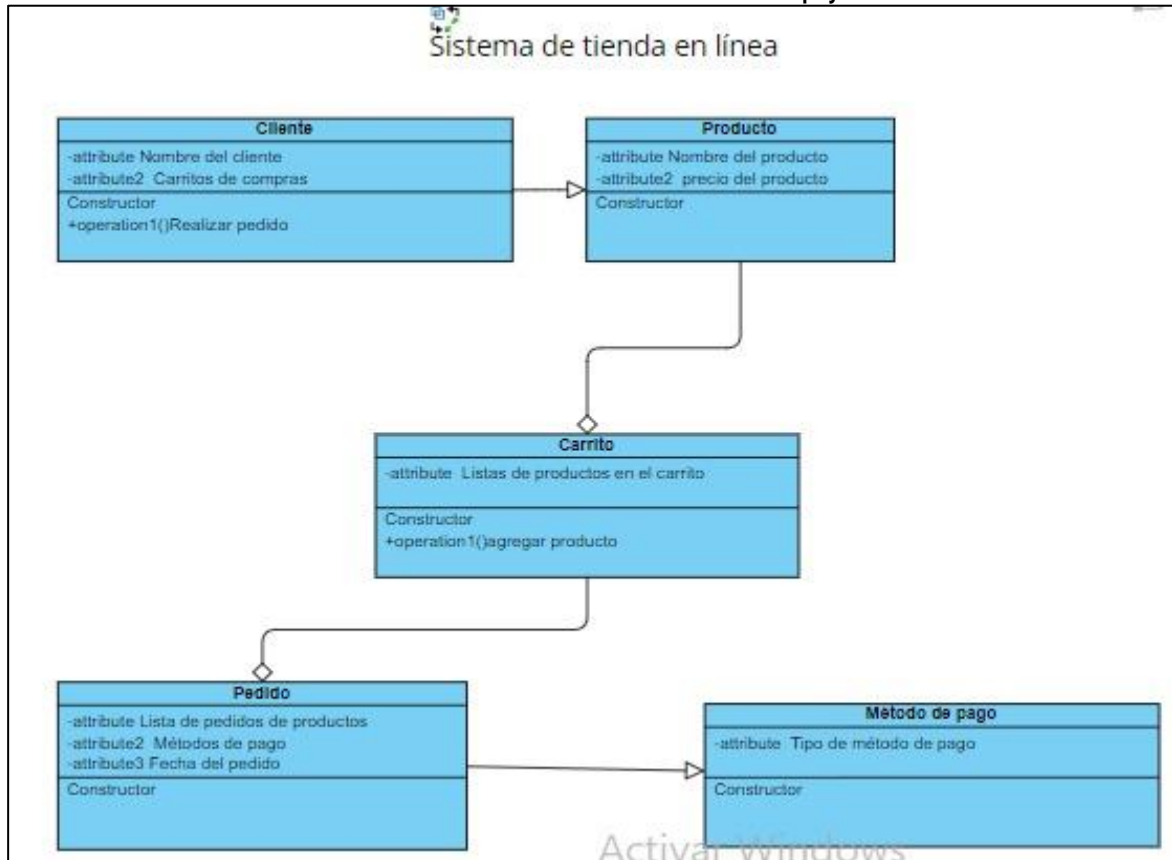 Sistema de tienda en línea
Cliente
-attribute Nombre del cliente
-attribute2 Carritos de compras
Constructor
+operation1()Realizar pedido
Producto
-attribute Nombre del producto
-attribute2 precio del producto
Constructor
Carrito
-attribute Listas de productos en el carrito
Constructor
+operation1()agregar producto
Pedido
-attribute Lista de pedidos de productos
-attribute2 Métodos de pago
-attribute3 Fecha del pedido
Constructor
Método de pago
-attribute Tipo de método de pago
Constructor
Activar Windows